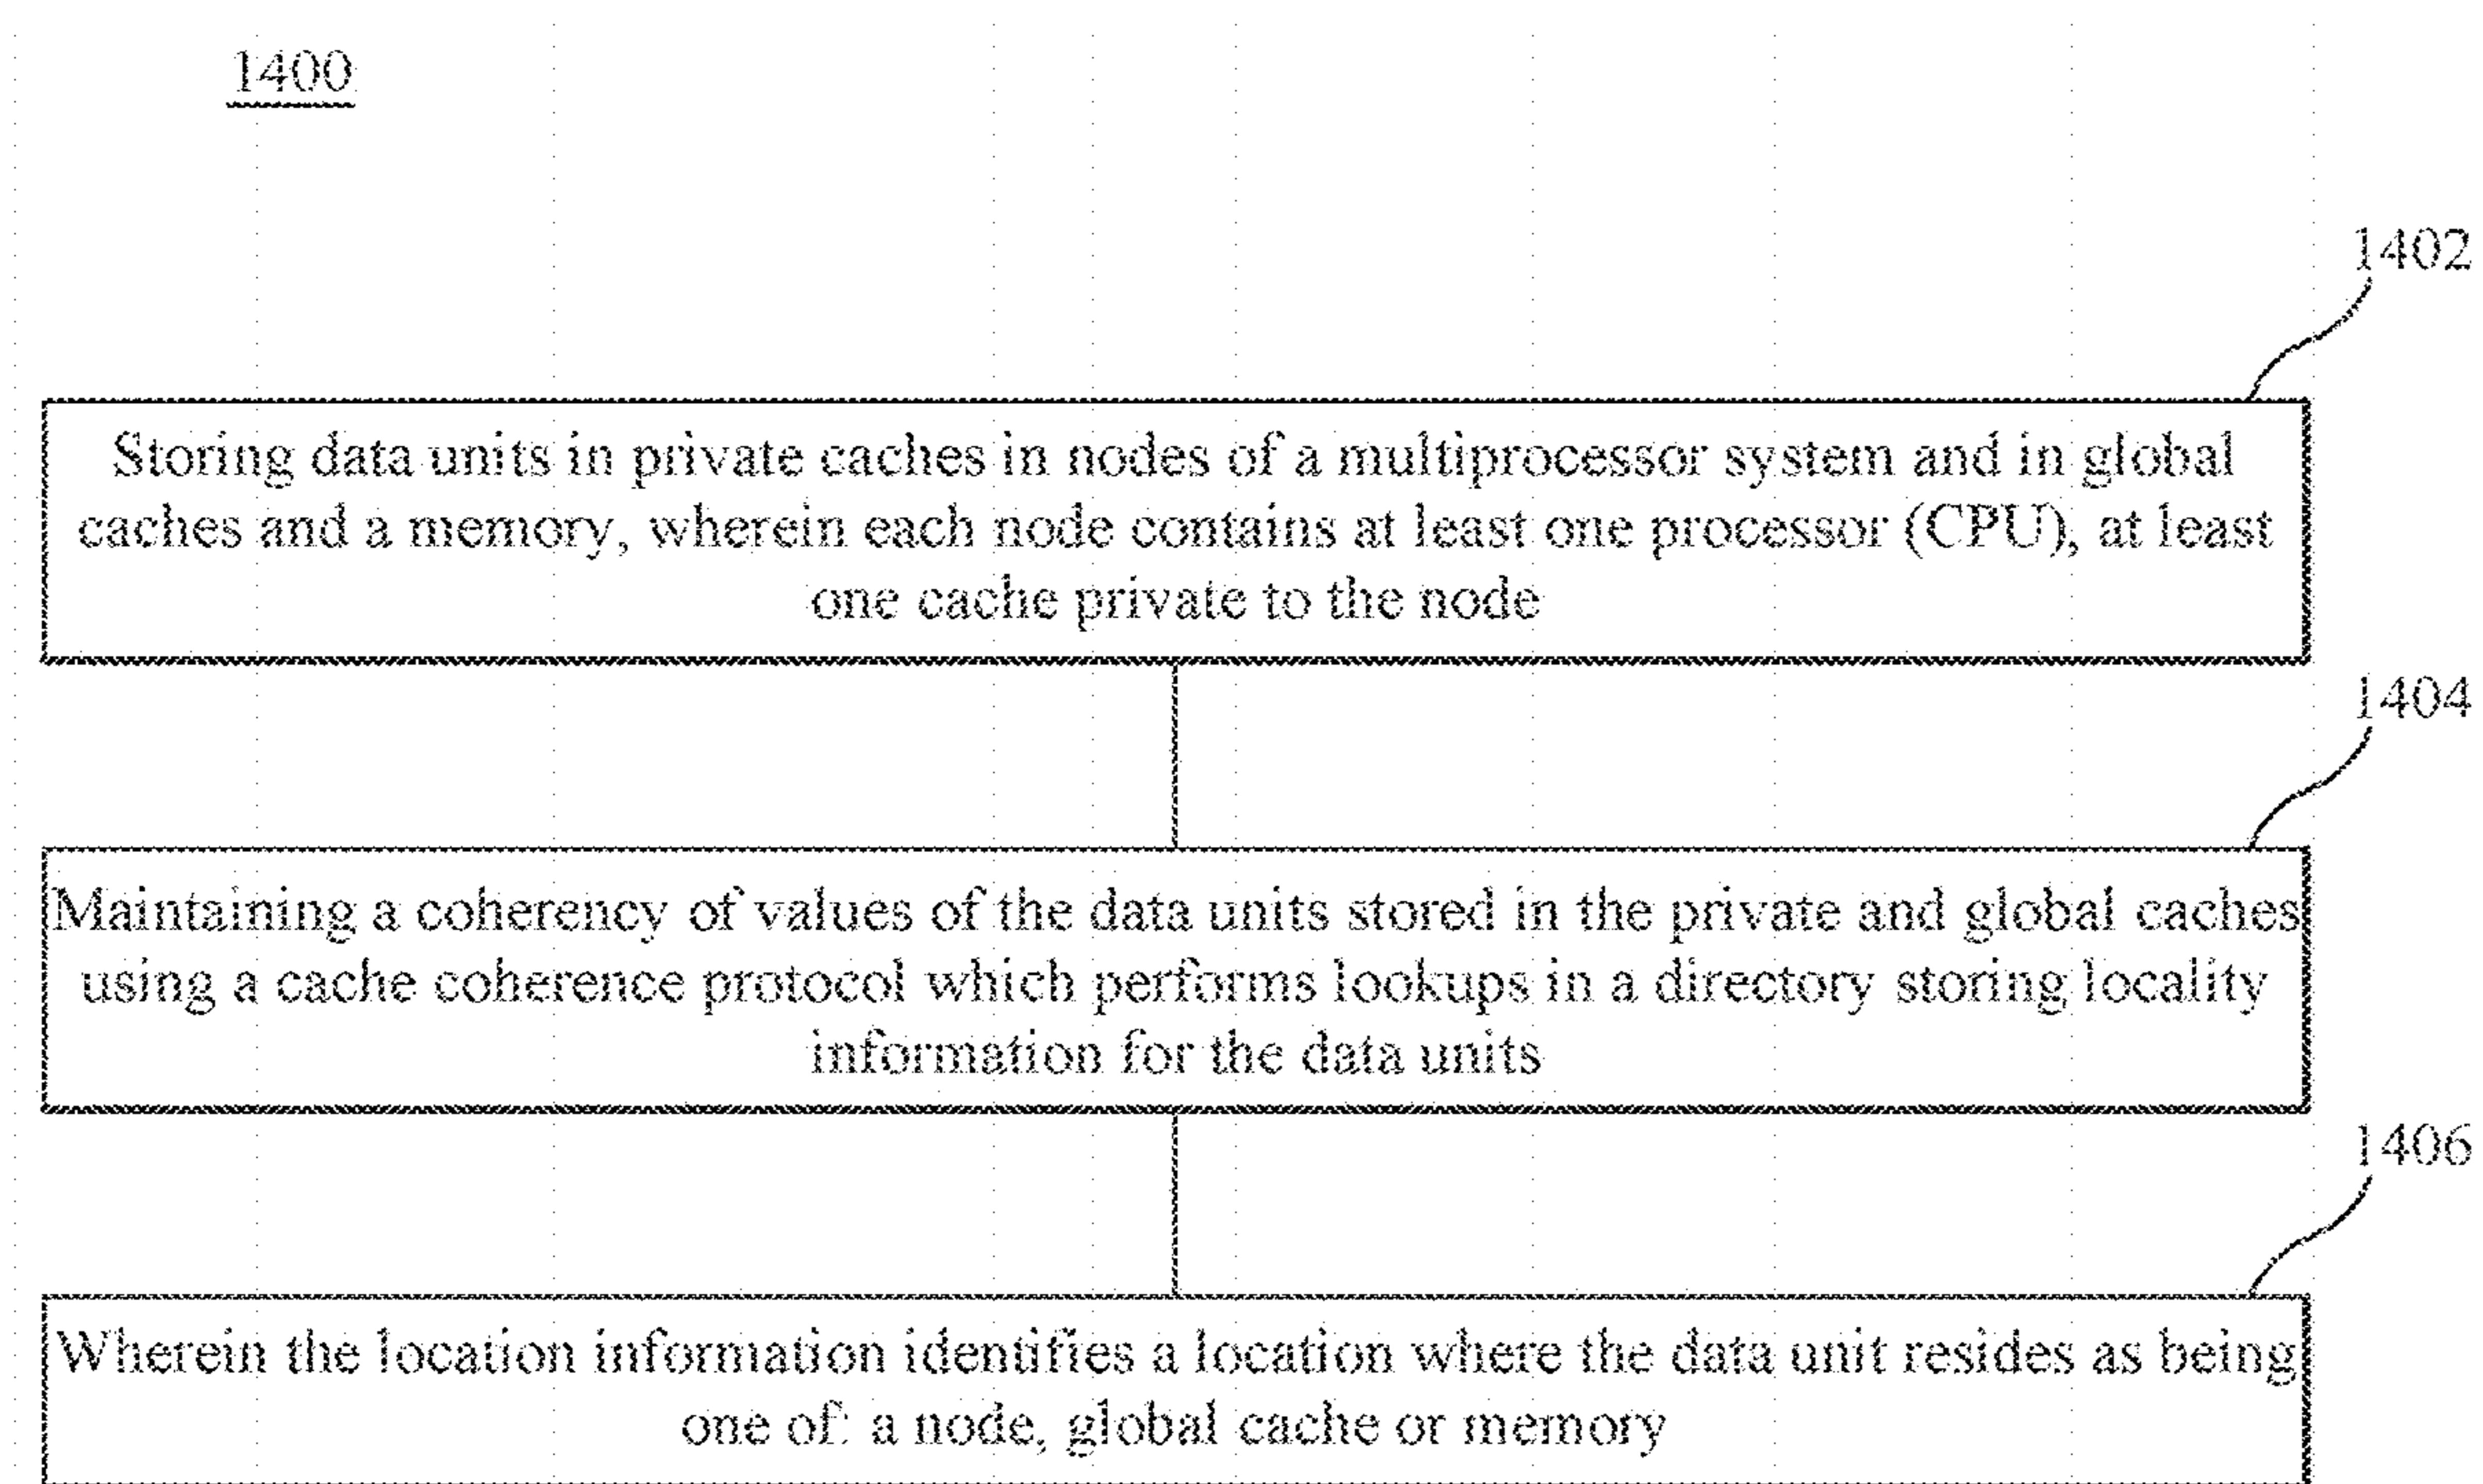 1400
1402
Storing data units in private caches in nodes of a multiprocessor system and in global
caches and a memory, wherein each node contains at least one processor (CPU), at least
one cache private to the node
1404
Maintaining a coherency of values of the data units stored in the private and global caches
using a cache coherence protocol which performs lookups in a directory storing locality
information for the data units
1406
Wherein the location information identifies a location where the data unit resides as being
one of: a node, global cache or memory